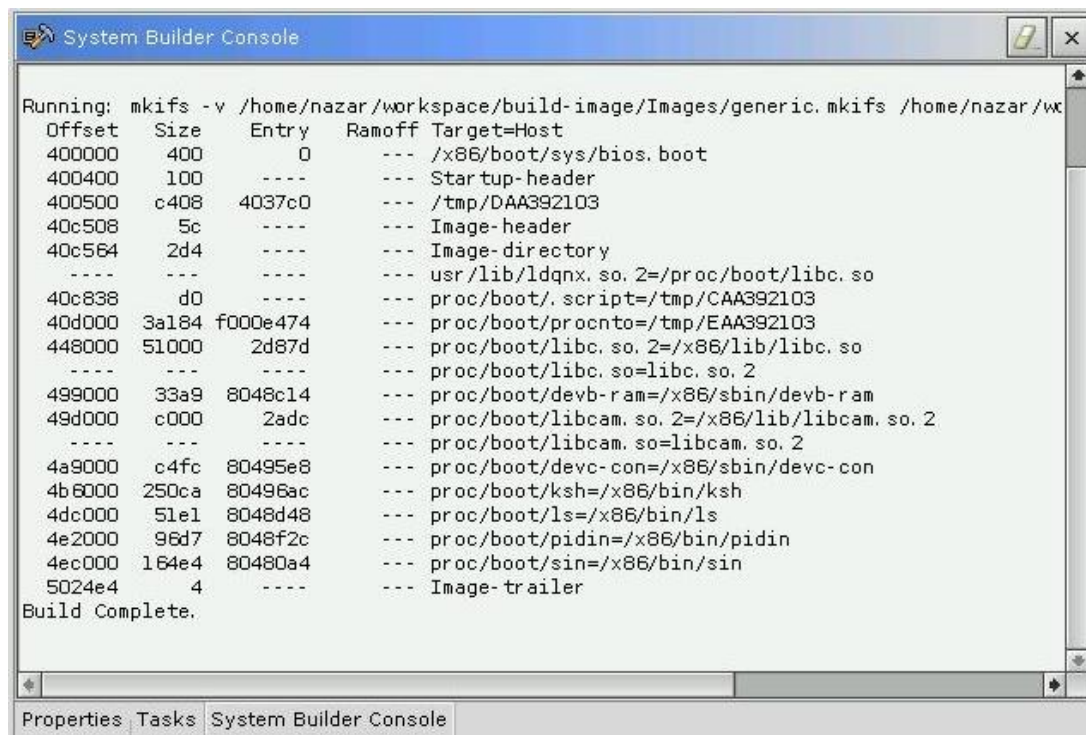 System Builder Console
Running: mkifs -v /home/nazar/workspace/build-image/Images/generic.mkifs /home/nazar/wo
Offset Size Entry Ramoff Target=Host
400000 400 0 --- /x86/boot/sys/bios.boot
400400 100 ---- --- Startup-header
400500 c408 4037c0 --- /tmp/DAA392103
40c508 5c ---- --- Image-header
40c564 2d4 ---- --- Image-directory
---- --- ---- --- usr/lib/ldqnx.so.2=/proc/boot/libc.so
40c838 d0 ---- --- proc/boot/.script=/tmp/CAA392103
40d000 3a184 f000e474 --- proc/boot/procnto=/tmp/EAA392103
448000 51000 2d87d --- proc/boot/libc.so.2=/x86/lib/libc.so
---- --- ---- --- proc/boot/libc.so=libc.so.2
499000 33a9 8048c14 --- proc/boot/devb-ram=/x86/sbin/devb-ram
49d000 c000 2adc --- proc/boot/libcam.so.2=/x86/lib/libcam.so.2
---- --- ---- --- proc/boot/libcam.so=libcam.so.2
4a9000 c4fc 80495e8 --- proc/boot/devc-con=/x86/sbin/devc-con
4b6000 250ca 80496ac --- proc/boot/ksh=/x86/bin/ksh
4dc000 51e1 8048d48 --- proc/boot/ls=/x86/bin/ls
4e2000 96d7 8048f2c --- proc/boot/pidin=/x86/bin/pidin
4ec000 164e4 80480a4 --- proc/boot/sin=/x86/bin/sin
5024e4 4 ---- --- Image-trailer
Build Complete.
Properties Tasks System Builder Console